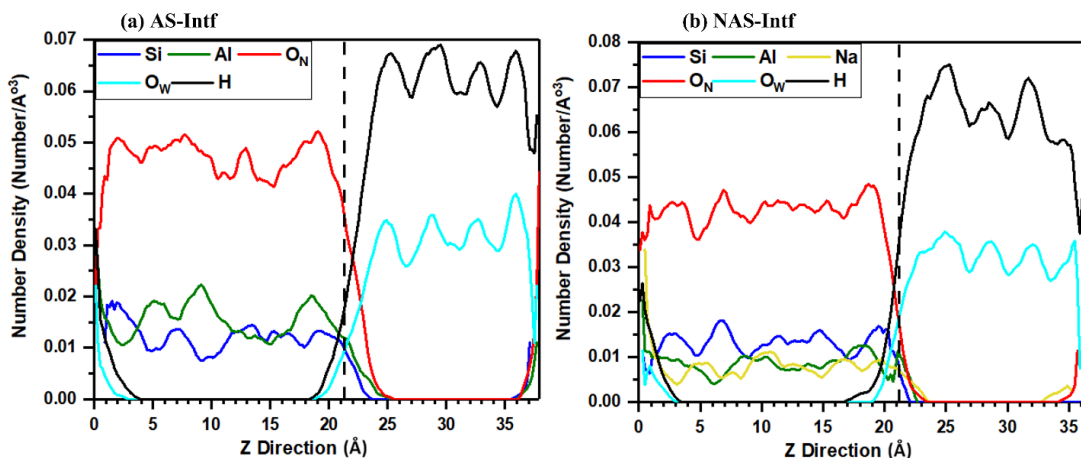 (a) AS-Intf
Si Al O_N
O_W H
0.07
0.06
0.05
0.04
0.03
0.02
0.01
0.00
Number Density (Number/A°³)
0 5 10 15 20 25 30 35
Z Direction (Å)
(b) NAS-Intf
Si Al Na
O_N O_W H
0.08
0.07
0.06
0.05
0.04
0.03
0.02
0.01
0.00
Number Density (Number/A°³)
0 5 10 15 20 25 30 35
Z Direction (Å)